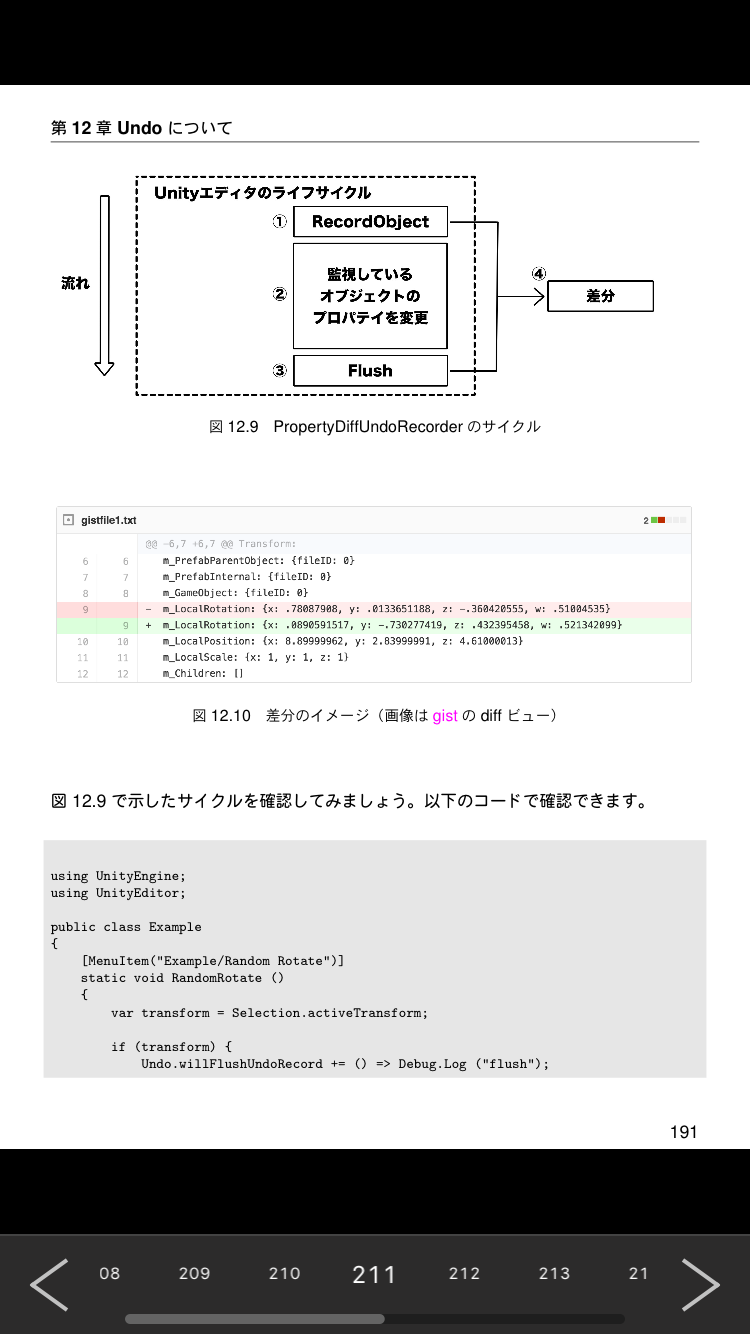 第 12 章 Undo について
Unityエディタのライフサイクル
流れ
① RecordObject
② 監視している
オブジェクトの
プロパティを変更
③ Flush
④ 差分
図 12.9　PropertyDiffUndoRecorder のサイクル
gistfile1.txt 2
@@ -6,7 +6,7 @@ Transform:
6 6 m_PrefabParentObject: {fileID: 0}
7 7 m_PrefabInternal: {fileID: 0}
8 8 m_GameObject: {fileID: 0}
9 - m_LocalRotation: {x: .78087908, y: .0133651188, z: -.360420555, w: .51004535}
9 + m_LocalRotation: {x: .0890591517, y: -.730277419, z: .432395458, w: .521342099}
10 10 m_LocalPosition: {x: 8.89999962, y: 2.83999991, z: 4.61000013}
11 11 m_LocalScale: {x: 1, y: 1, z: 1}
12 12 m_Children: []
図 12.10　差分のイメージ（画像は gist の diff ビュー）
図 12.9 で示したサイクルを確認してみましょう。以下のコードで確認できます。
using UnityEngine;
using UnityEditor;
public class Example
{
    [MenuItem("Example/Random Rotate")]
    static void RandomRotate ()
    {
        var transform = Selection.activeTransform;
        if (transform) {
            Undo.willFlushUndoRecord += () => Debug.Log ("flush");
191
08 209 210 211 212 213 21